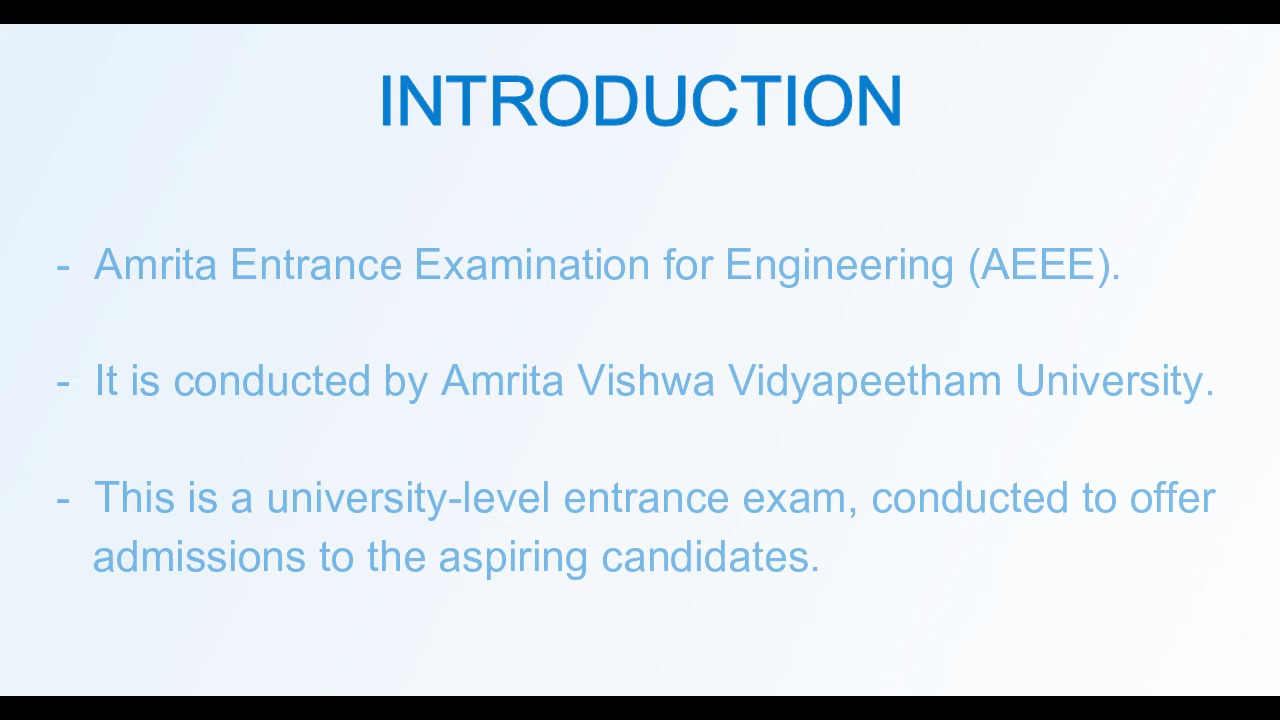 INTRODUCTION
- Amrita Entrance Examination for Engineering (AEEE).
- It is conducted by Amrita Vishwa Vidyapeetham University.
- This is a university-level entrance exam, conducted to offer
admissions to the aspiring candidates.